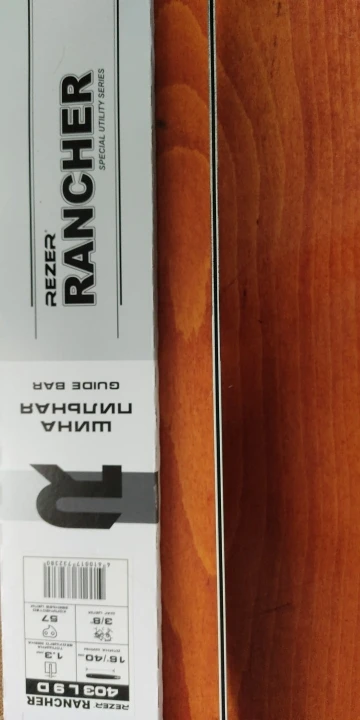 REZER
RANCHER
SPECIAL UTILITY SERIES
ШИНА
ПИЛЬНАЯ
GUIDE BAR
REZER RANCHER
403 L 9 D
16"/40
1.3
3/8"
57